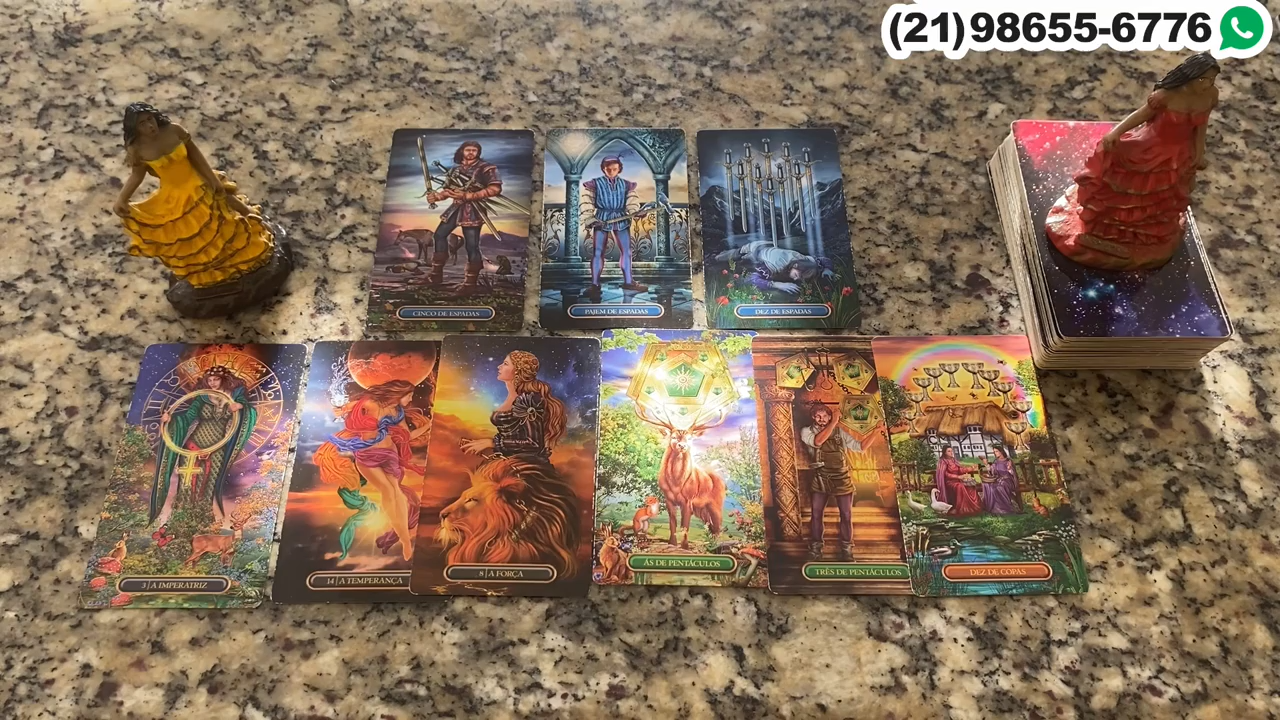 (21)98655-6776
CINCO DE ESPADAS
PAJEM DE ESPADAS
DEZ DE ESPADAS
3 | A IMPERATRIZ
14 | A TEMPERANÇA
8 | A FORÇA
ÁS DE PENTÁCULOS
TRÊS DE PENTÁCULOS
DEZ DE COPAS